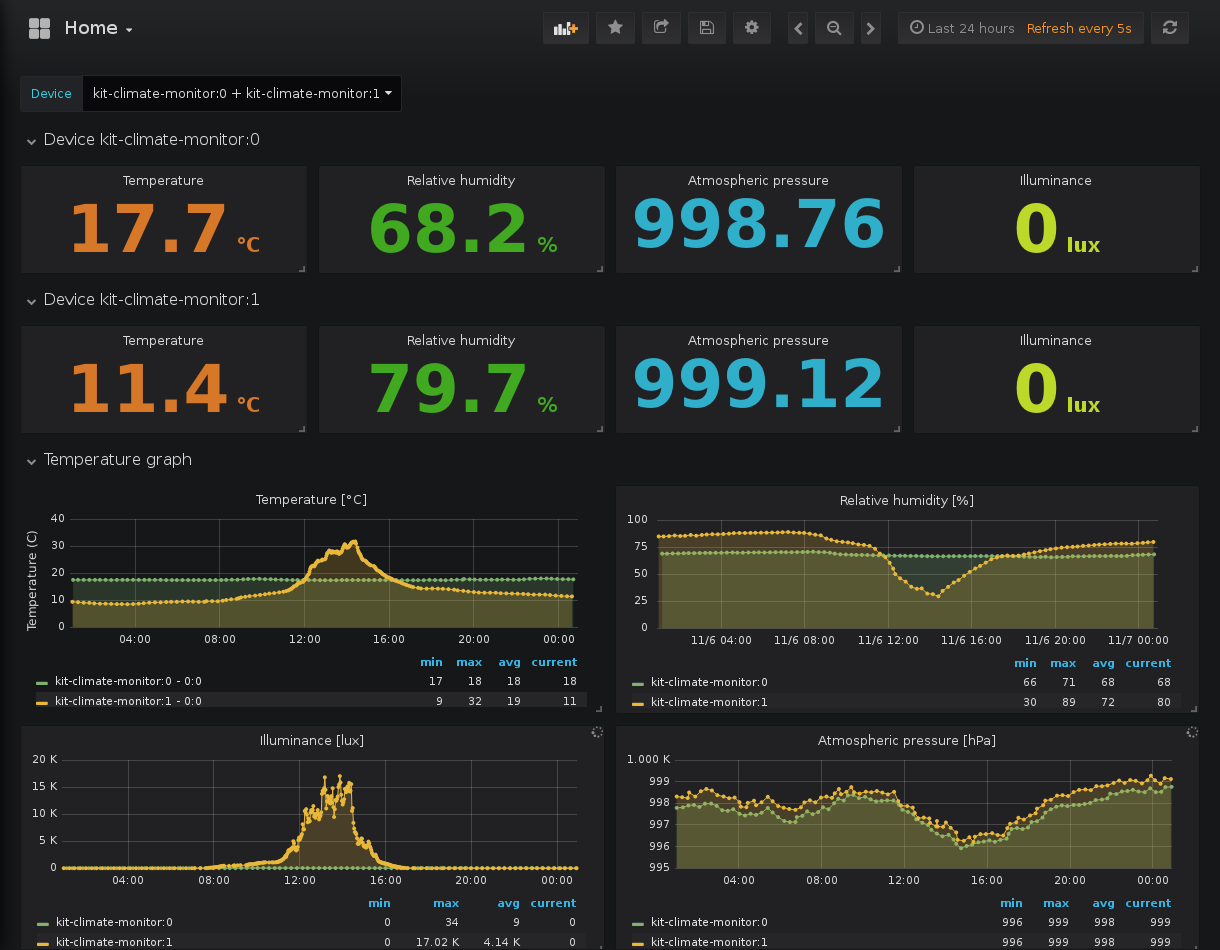 Home
Last 24 hours Refresh every 5s
Device kit-climate-monitor:0 + kit-climate-monitor:1
Device kit-climate-monitor:0
Temperature Relative humidity Atmospheric pressure Illuminance
17.7 °C 68.2 % 998.76 0 lux
Device kit-climate-monitor:1
Temperature Relative humidity Atmospheric pressure Illuminance
11.4 °C 79.7 % 999.12 0 lux
Temperature graph
Temperature [°C]
Temperature (C)
40
30
20
10
0
04:00 08:00 12:00 16:00 20:00 00:00
min max avg current
kit-climate-monitor:0 - 0:0 17 18 18 18
kit-climate-monitor:1 - 0:0 9 32 19 11
Relative humidity [%]
100
75
50
25
0
11/6 04:00 11/6 08:00 11/6 12:00 11/6 16:00 11/6 20:00 11/7 00:00
min max avg current
kit-climate-monitor:0 66 71 68 68
kit-climate-monitor:1 30 89 72 80
Illuminance [lux]
20 K
15 K
10 K
5 K
0
04:00 08:00 12:00 16:00 20:00 00:00
min max avg current
kit-climate-monitor:0 0 34 9 0
kit-climate-monitor:1 0 17.02 K 4.14 K 0
Atmospheric pressure [hPa]
1.000 K
999
998
997
996
995
04:00 08:00 12:00 16:00 20:00 00:00
min max avg current
kit-climate-monitor:0 996 999 998 999
kit-climate-monitor:1 996 999 998 999